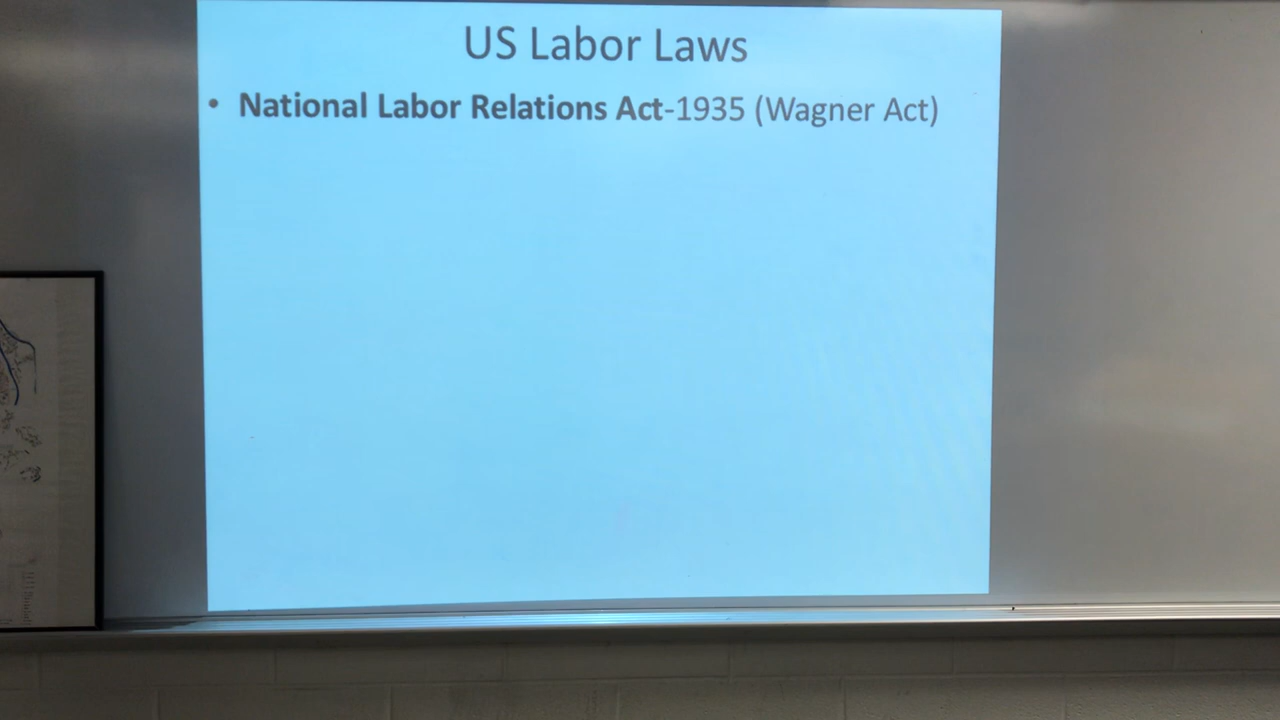 US Labor Laws
• National Labor Relations Act-1935 (Wagner Act)